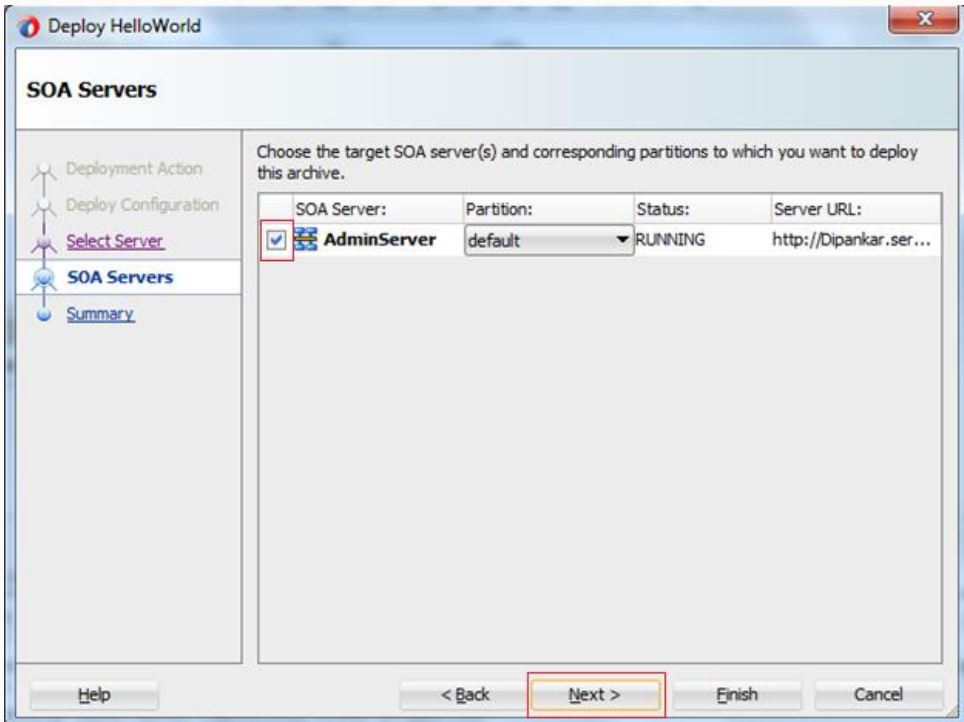 Deploy HelloWorld
SOA Servers
Deployment Action
Deploy Configuration
Select Server
SOA Servers
Summary
Choose the target SOA server(s) and corresponding partitions to which you want to deploy
this archive.
SOA Server: Partition: Status: Server URL:
AdminServer default RUNNING http://Dipankar.ser...
Help < Back Next > Finish Cancel